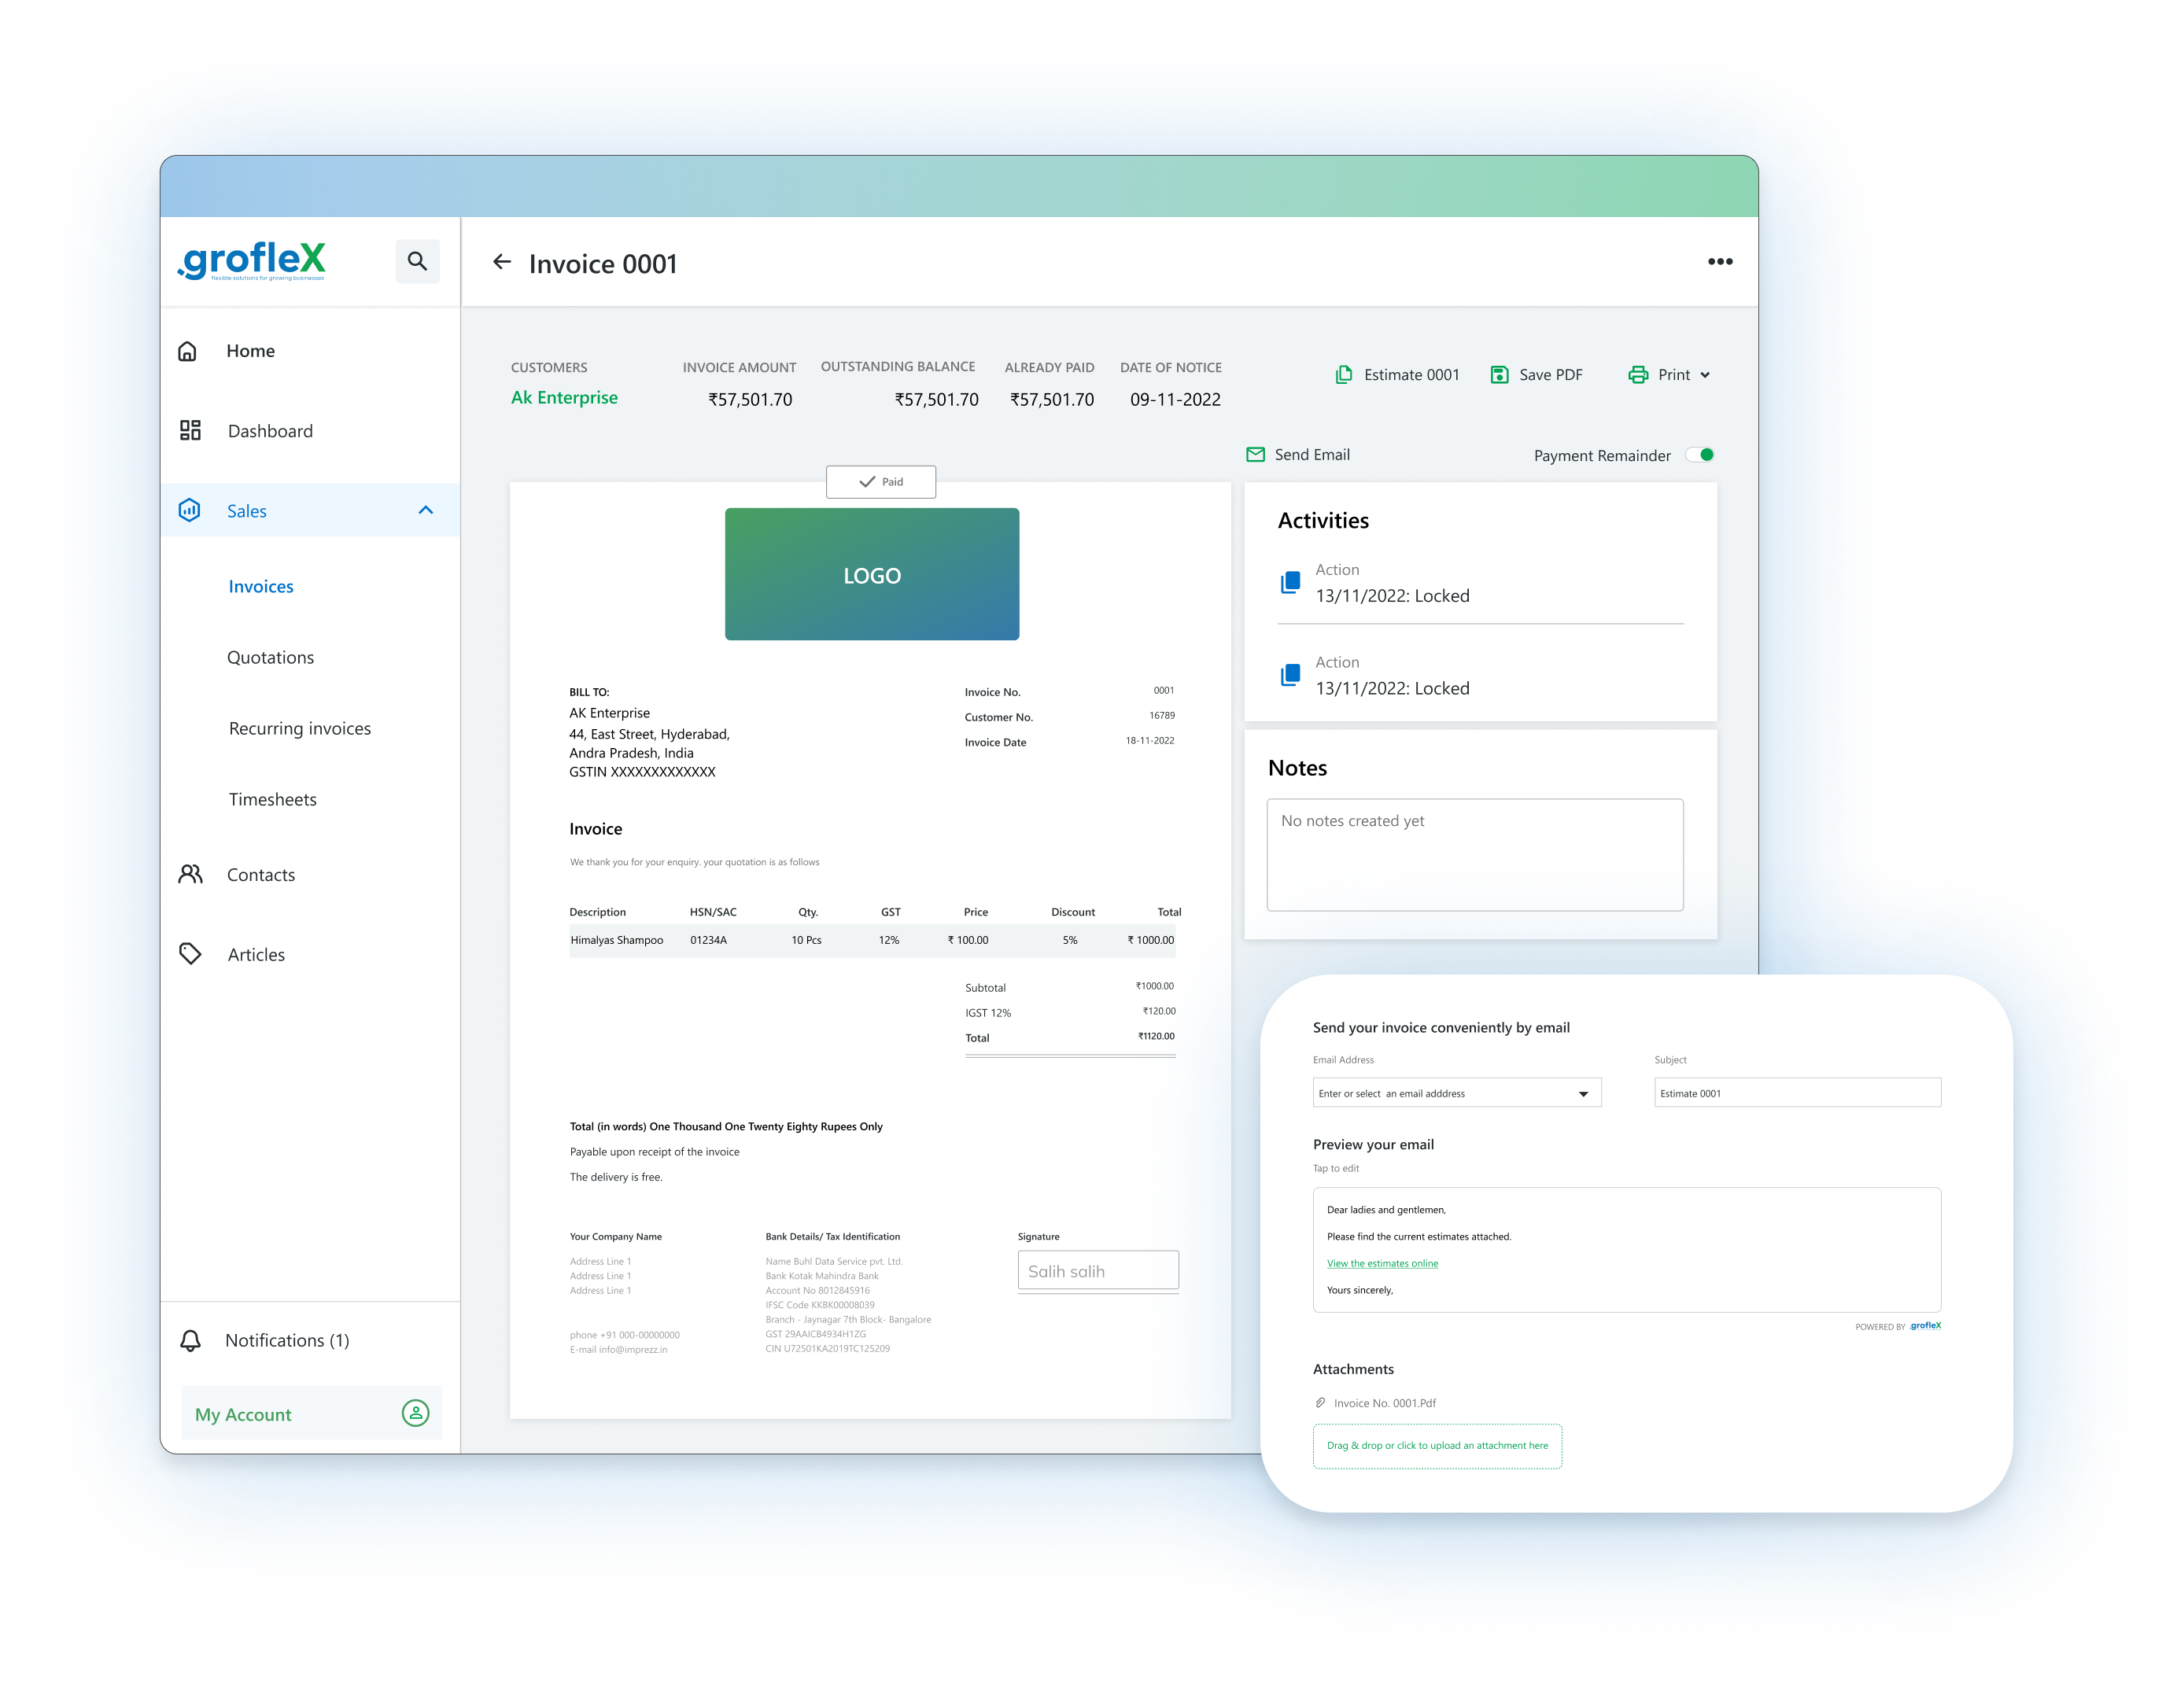 .grofleX
flexible solutions for growing businesses
Invoice 0001
Home
Dashboard
Sales
Invoices
Quotations
Recurring invoices
Timesheets
Contacts
Articles
Notifications (1)
My Account
CUSTOMERS INVOICE AMOUNT OUTSTANDING BALANCE ALREADY PAID DATE OF NOTICE
Ak Enterprise ₹57,501.70 ₹57,501.70 ₹57,501.70 09-11-2022
Estimate 0001 Save PDF Print
Send Email Payment Remainder
Paid
LOGO
BILL TO:
AK Enterprise
44, East Street, Hyderabad,
Andra Pradesh, India
GSTIN XXXXXXXXXXXXX
Invoice No. 0001
Customer No. 16789
Invoice Date 18-11-2022
Invoice
We thank you for your enquiry. your quotation is as follows
Description HSN/SAC Qty. GST Price Discount Total
Himalyas Shampoo 01234A 10 Pcs 12% ₹ 100.00 5% ₹ 1000.00
Subtotal ₹1000.00
IGST 12% ₹120.00
Total ₹1120.00
Total (in words) One Thousand One Twenty Eighty Rupees Only
Payable upon receipt of the invoice
The delivery is free.
Your Company Name
Address Line 1
Address Line 1
Address Line 1
phone +91 000-00000000
E-mail info@imprezz.in
Bank Details/ Tax Identification
Name Buhl Data Service pvt. Ltd.
Bank Kotak Mahindra Bank
Account No 8012845916
IFSC Code KKBK00008039
Branch - Jaynagar 7th Block- Bangalore
GST 29AAICB4934H1ZG
CIN U72501KA2019TC125209
Signature
Salih salih
Activities
Action
13/11/2022: Locked
Action
13/11/2022: Locked
Notes
No notes created yet
Send your invoice conveniently by email
Email Address Subject
Enter or select an email adddress Estimate 0001
Preview your email
Tap to edit
Dear ladies and gentlemen,
Please find the current estimates attached.
View the estimates online
Yours sincerely,
POWERED BY .grofleX
Attachments
Invoice No. 0001.Pdf
Drag & drop or click to upload an attachment here